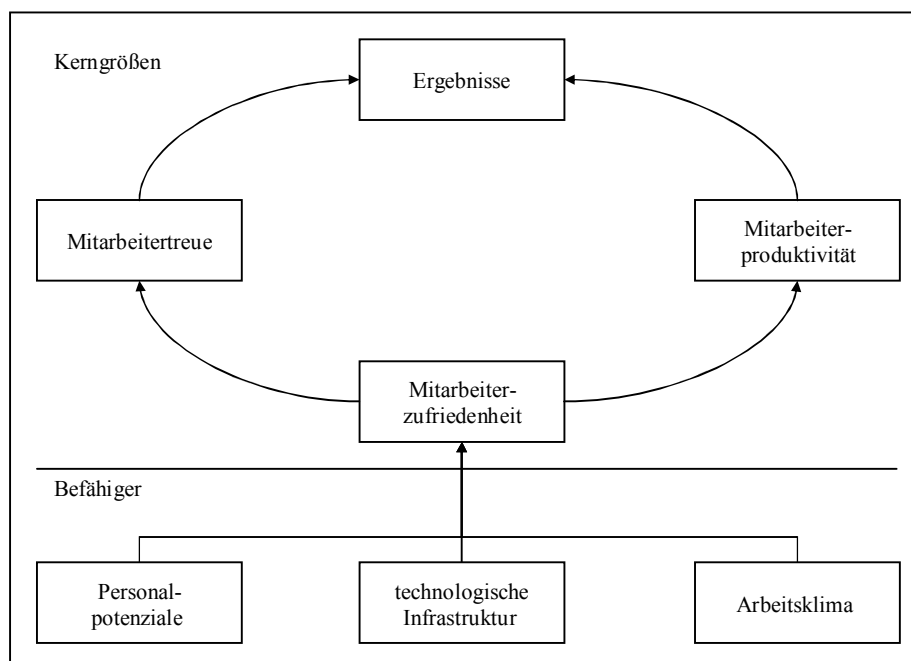 Kerngrößen
Ergebnisse
Mitarbeitertreue
Mitarbeiter-
produktivität
Mitarbeiter-
zufriedenheit
Befähiger
Personal-
potenziale
technologische
Infrastruktur
Arbeitsklima